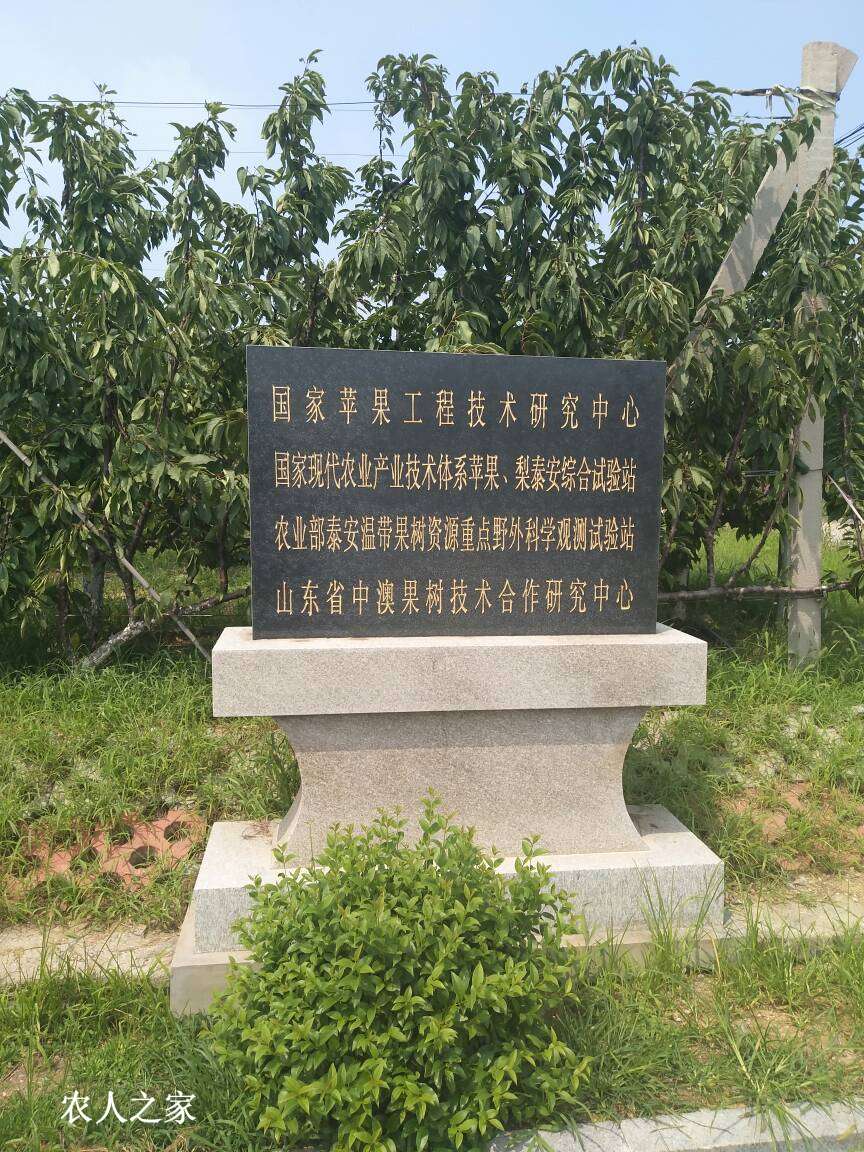 国家苹果工程技术研究中心
国家现代农业产业技术体系苹果、梨泰安综合试验站
农业部泰安温带果树资源重点野外科学观测试验站
山东省中澳果树技术合作研究中心
农人之家